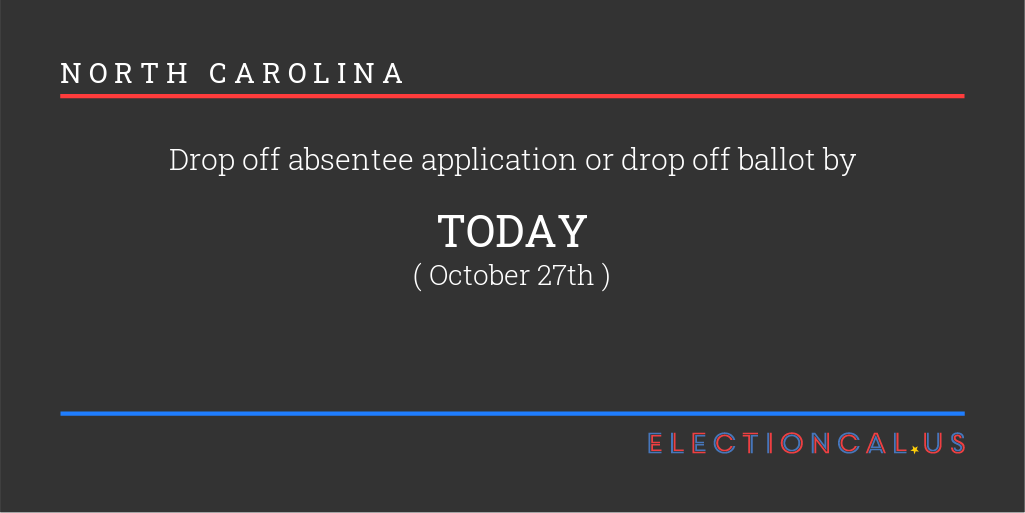 NORTH CAROLINA
Drop off absentee application or drop off ballot by
TODAY
( October 27th )
ELECTIONCAL.US